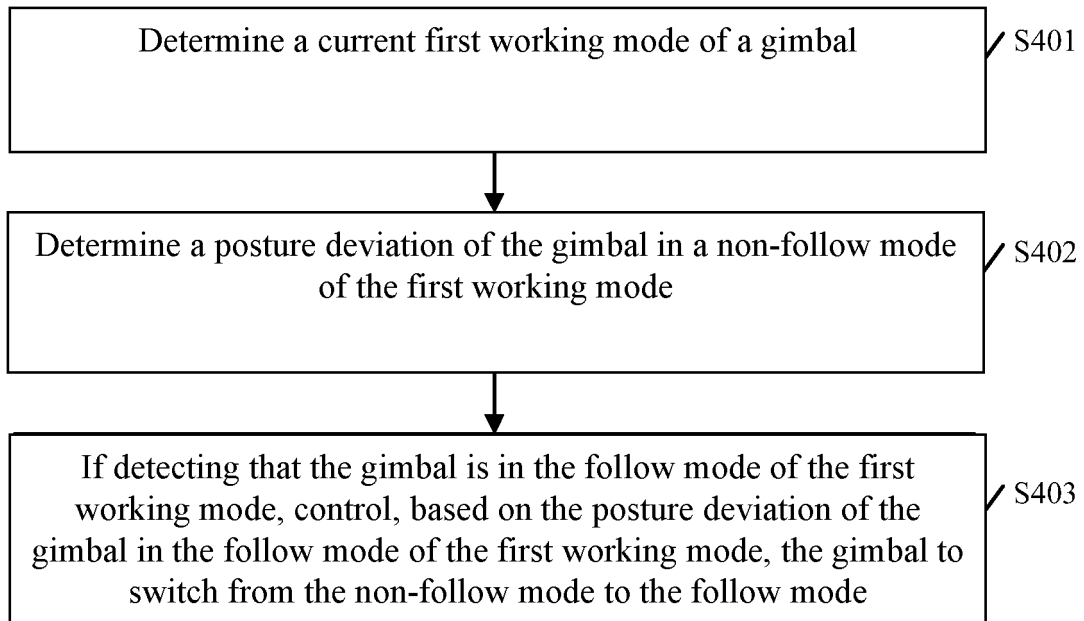 Determine a current first working mode of a gimbal
S401
Determine a posture deviation of the gimbal in a non-follow mode
of the first working mode
S402
If detecting that the gimbal is in the follow mode of the first
working mode, control, based on the posture deviation of the
gimbal in the follow mode of the first working mode, the gimbal to
switch from the non-follow mode to the follow mode
S403